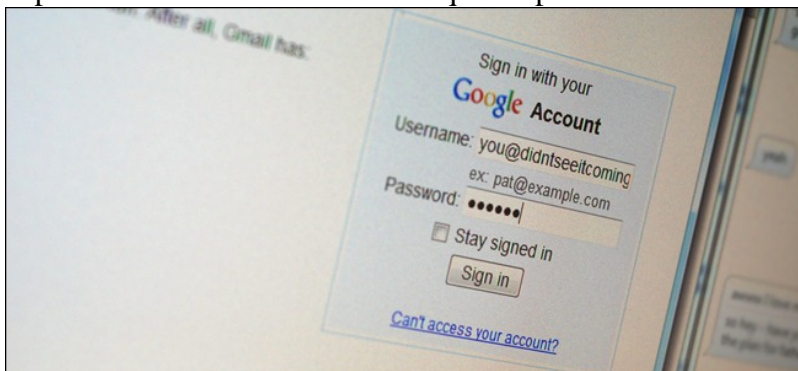 After all, Gmail has:
Sign in with your
Google Account
Username: you@didntseeitcoming
ex: pat@example.com
Password: ••••••
Stay signed in
Sign in
Can't access your account?
yeah